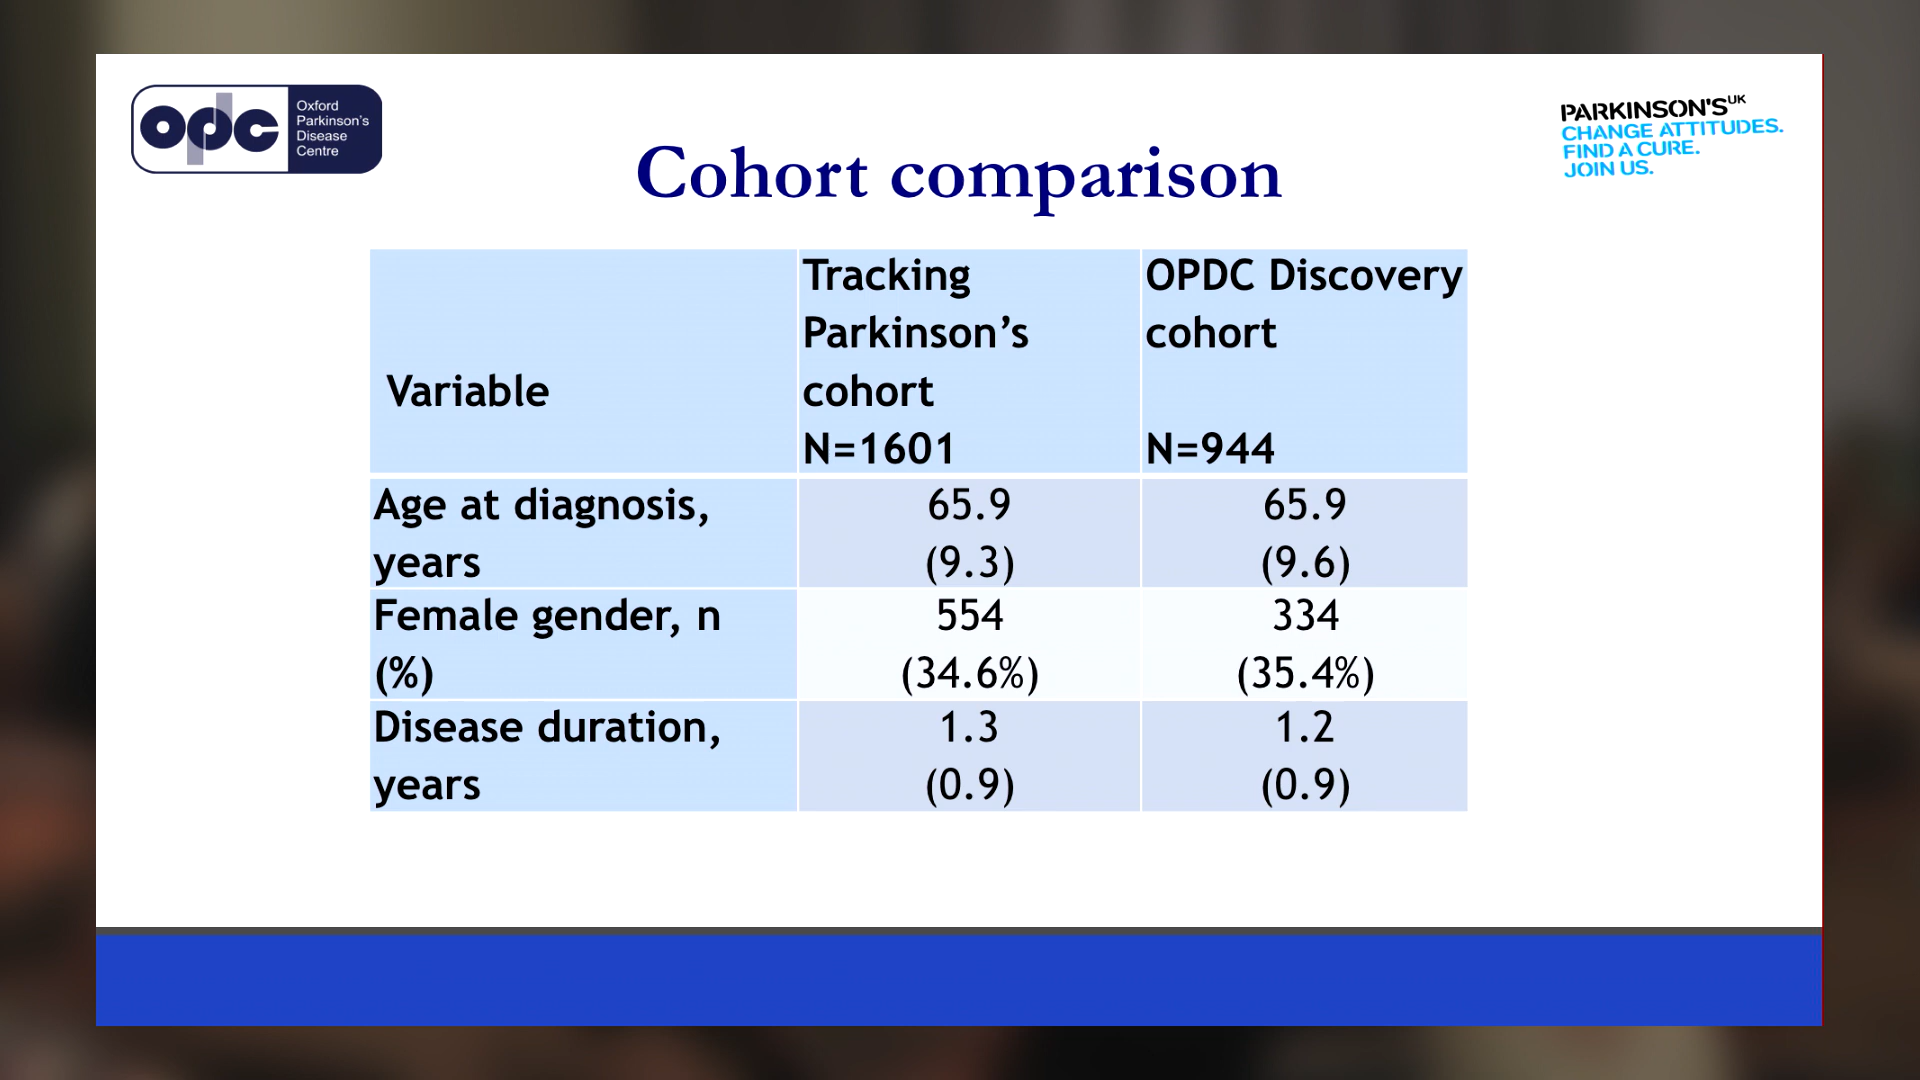 opdc
Oxford
Parkinson's
Disease
Centre
PARKINSON'S UK
CHANGE ATTITUDES.
FIND A CURE.
JOIN US.
Cohort comparison
Variable
Tracking
Parkinson’s
cohort
N=1601
OPDC Discovery
cohort
N=944
Age at diagnosis,
years
65.9
(9.3)
65.9
(9.6)
Female gender, n
(%)
554
(34.6%)
334
(35.4%)
Disease duration,
years
1.3
(0.9)
1.2
(0.9)